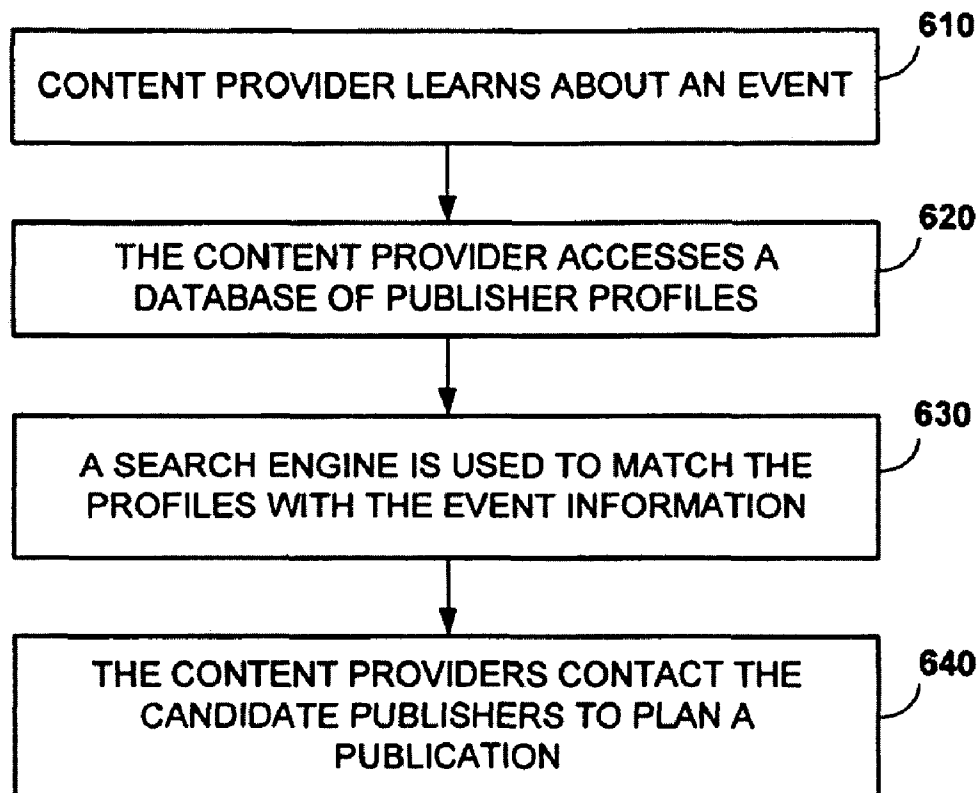 610
CONTENT PROVIDER LEARNS ABOUT AN EVENT
620
THE CONTENT PROVIDER ACCESSES A
DATABASE OF PUBLISHER PROFILES
630
A SEARCH ENGINE IS USED TO MATCH THE
PROFILES WITH THE EVENT INFORMATION
640
THE CONTENT PROVIDERS CONTACT THE
CANDIDATE PUBLISHERS TO PLAN A
PUBLICATION